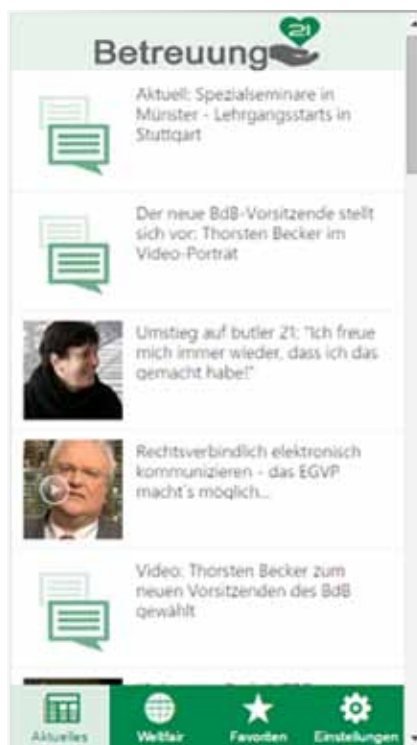 Betreuung 21
Aktuell: Spezialseminare in
Münster - Lehrgangsstarts in
Stuttgart
Der neue BdB-Vorsitzende stellt
sich vor: Thorsten Becker im
Video-Porträt
Umstieg auf butler 21: "Ich freue
mich immer wieder, dass ich das
gemacht habe!"
Rechtsverbindlich elektronisch
kommunizieren - das EGVP
macht´s möglich...
Video: Thorsten Becker zum
neuen Vorsitzenden des BdB
gewählt
Aktuelles Weltfair Favoriten Einstellungen